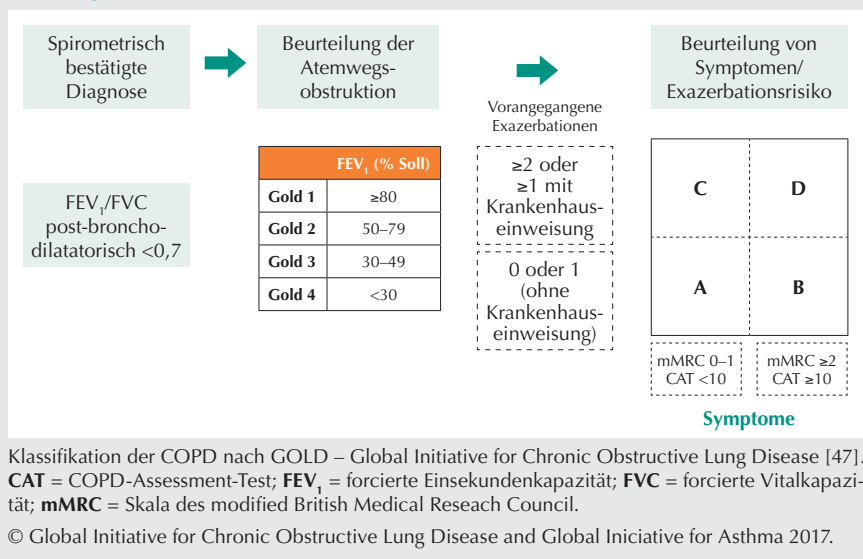 Spirometrisch
bestätigte
Diagnose
Beurteilung der
Atemwegs-
obstruktion
Beurteilung von
Symptomen/
Exazerbationsrisiko
Vorangegangene
Exazerbationen
FEV₁/FVC
post-broncho-
dilatatorisch <0,7
FEV₁ (% Soll)
Gold 1 ≥80
Gold 2 50–79
Gold 3 30–49
Gold 4 <30
≥2 oder
≥1 mit
Krankenhaus-
einweisung
0 oder 1
(ohne
Krankenhaus-
einweisung)
C D
A B
mMRC 0–1
CAT <10
mMRC ≥2
CAT ≥10
Symptome
Klassifikation der COPD nach GOLD – Global Initiative for Chronic Obstructive Lung Disease [47].
CAT = COPD-Assessment-Test; FEV₁ = forcierte Einsekundenkapazität; FVC = forcierte Vitalkapazi-
tät; mMRC = Skala des modified British Medical Reseach Council.
© Global Initiative for Chronic Obstructive Lung Disease and Global Iniciative for Asthma 2017.